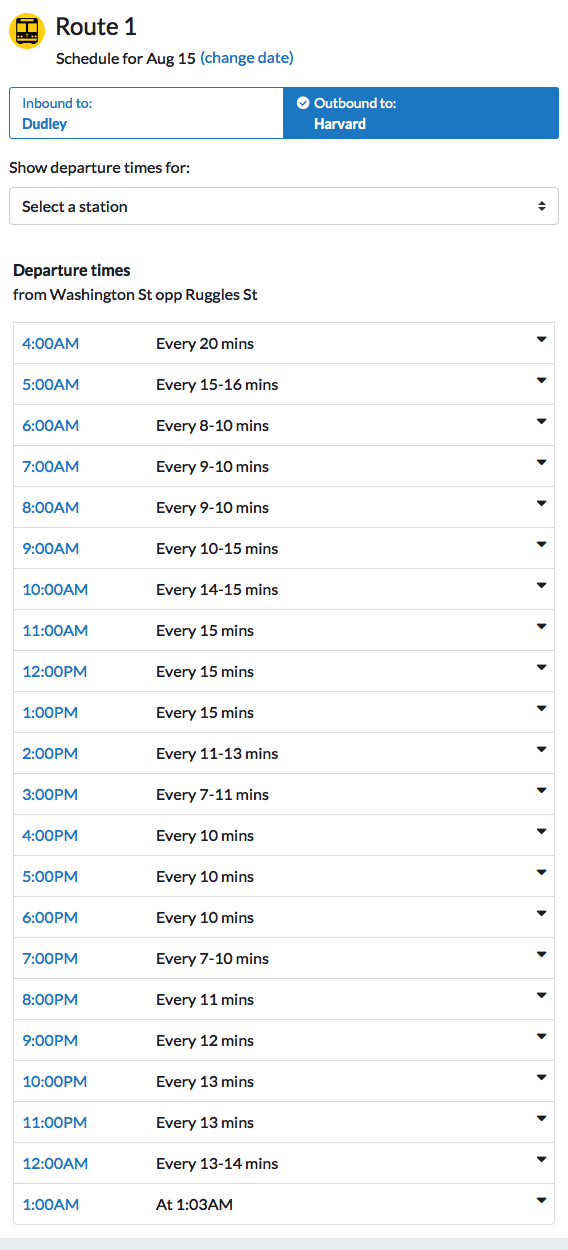 Route 1
Schedule for Aug 15 (change date)
Inbound to:
Dudley
Outbound to:
Harvard
Show departure times for:
Select a station
Departure times
from Washington St opp Ruggles St
4:00AM Every 20 mins
5:00AM Every 15-16 mins
6:00AM Every 8-10 mins
7:00AM Every 9-10 mins
8:00AM Every 9-10 mins
9:00AM Every 10-15 mins
10:00AM Every 14-15 mins
11:00AM Every 15 mins
12:00PM Every 15 mins
1:00PM Every 15 mins
2:00PM Every 11-13 mins
3:00PM Every 7-11 mins
4:00PM Every 10 mins
5:00PM Every 10 mins
6:00PM Every 10 mins
7:00PM Every 7-10 mins
8:00PM Every 11 mins
9:00PM Every 12 mins
10:00PM Every 13 mins
11:00PM Every 13 mins
12:00AM Every 13-14 mins
1:00AM At 1:03AM